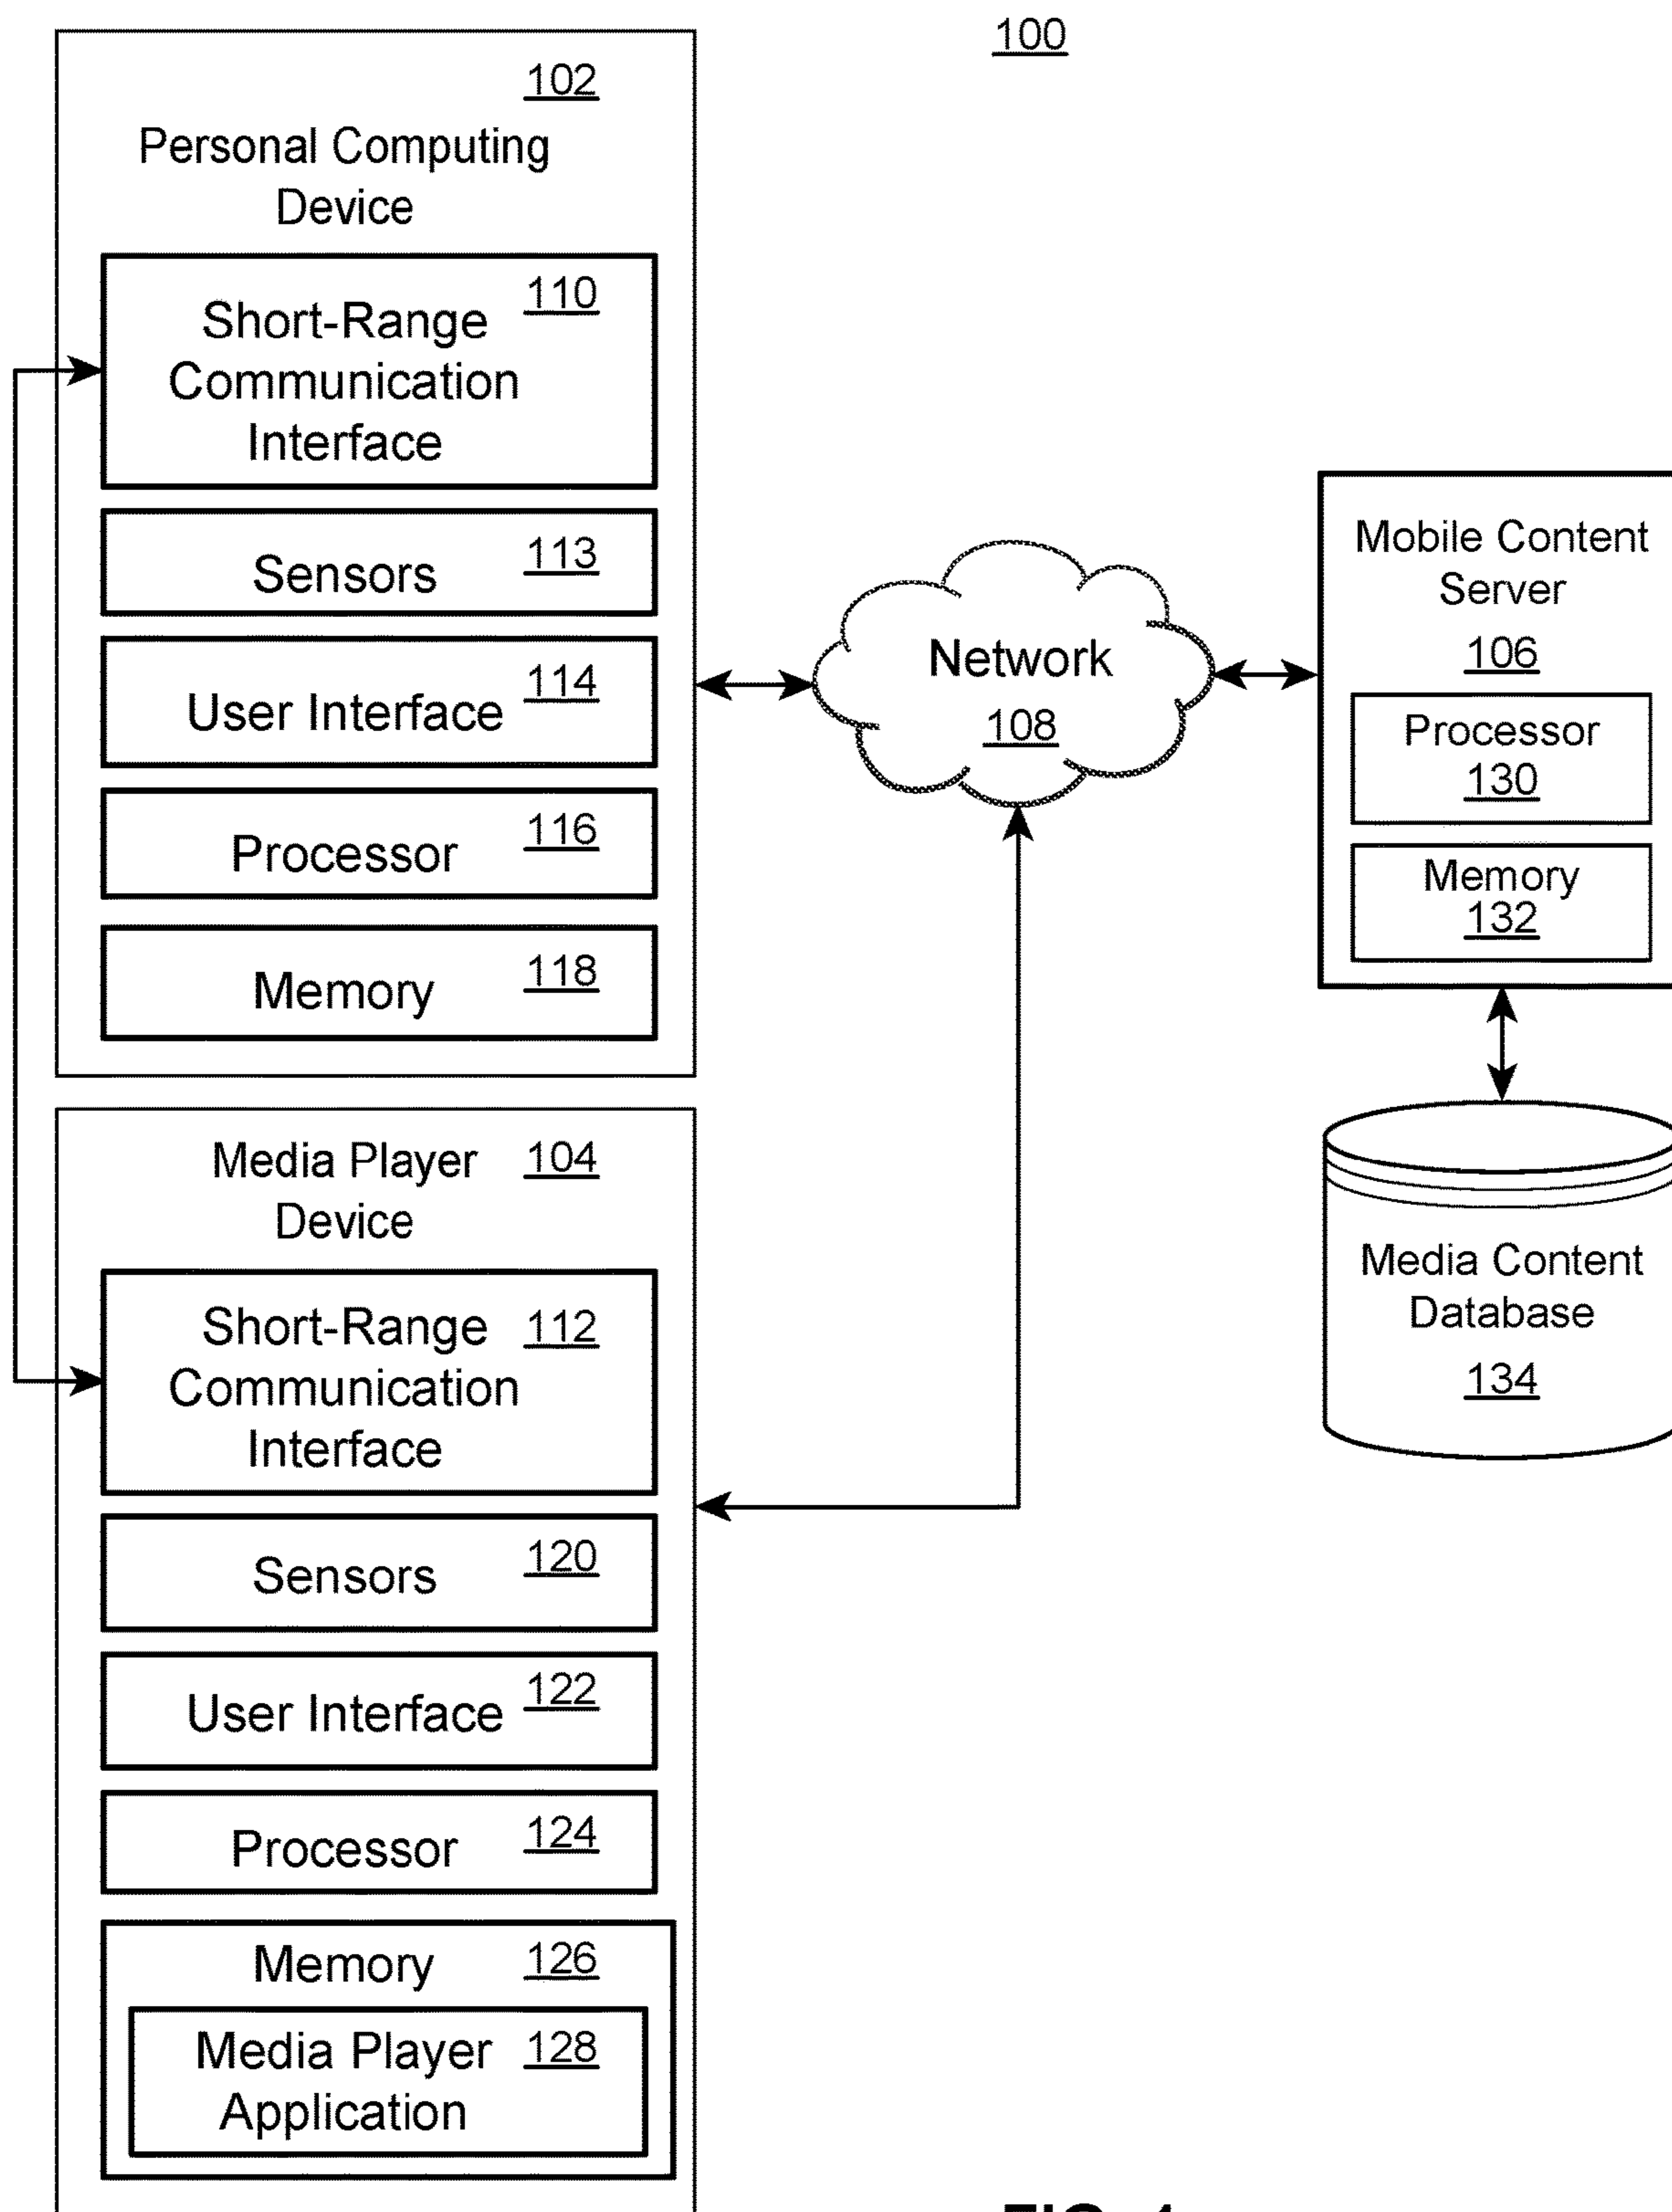 100
102
Personal Computing
Device
110
Short-Range
Communication
Interface
113
Sensors
114
User Interface
116
Processor
118
Memory
Media Player 104
Device
Short-Range 112
Communication
Interface
120
Sensors
122
User Interface
124
Processor
Memory 126
Media Player 128
Application
Network
108
Mobile Content
Server
106
Processor
130
Memory
132
Media Content
Database
134